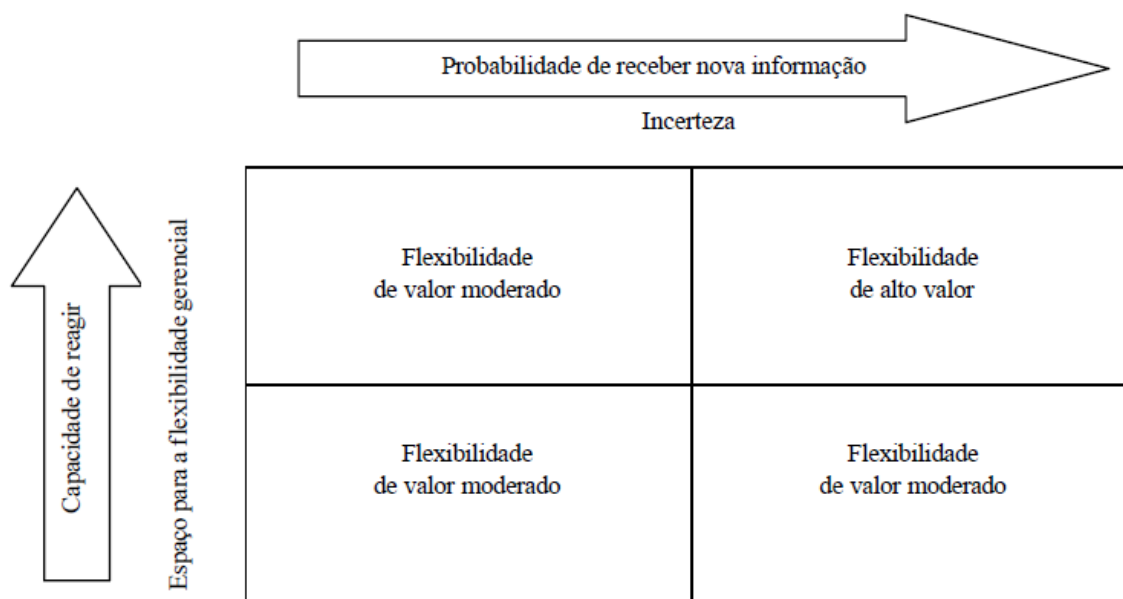 Probabilidade de receber nova informação
Incerteza
Capacidade de reagir
Espaço para a flexibilidade gerencial
Flexibilidade
de valor moderado
Flexibilidade
de alto valor
Flexibilidade
de valor moderado
Flexibilidade
de valor moderado